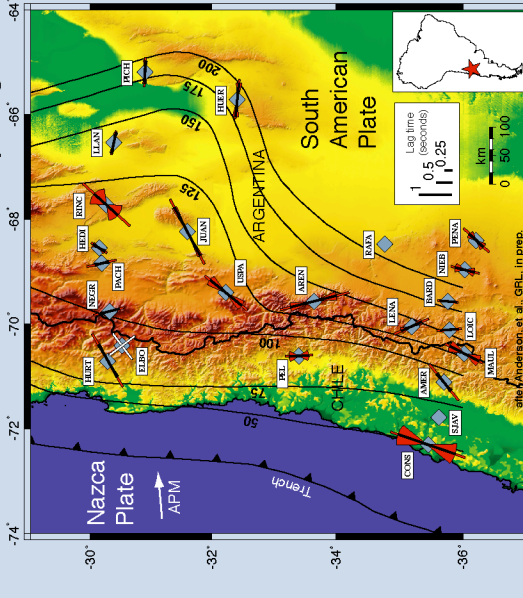 -64°
-66°
-68°
-70°
-72°
-74°
-30°
-32°
-34°
-36°
Nazca
Plate
APM
Trench
South
American
Plate
ARGENTINA
CHILE
Lag time
(seconds)
1
0.5
0.25
km
0 50 100
50
75
100
125
150
175
200
PICH
HUER
LLAN
RINC
HEDI
PACH
NEGR
JUAN
USPA
HURT
ELBO
AREN
PEL
RAFA
PENA
NIEB
BARD
LENA
LOIC
MAUL
AMER
SJAV
CONS
after Anderson et al., GRL, in prep.